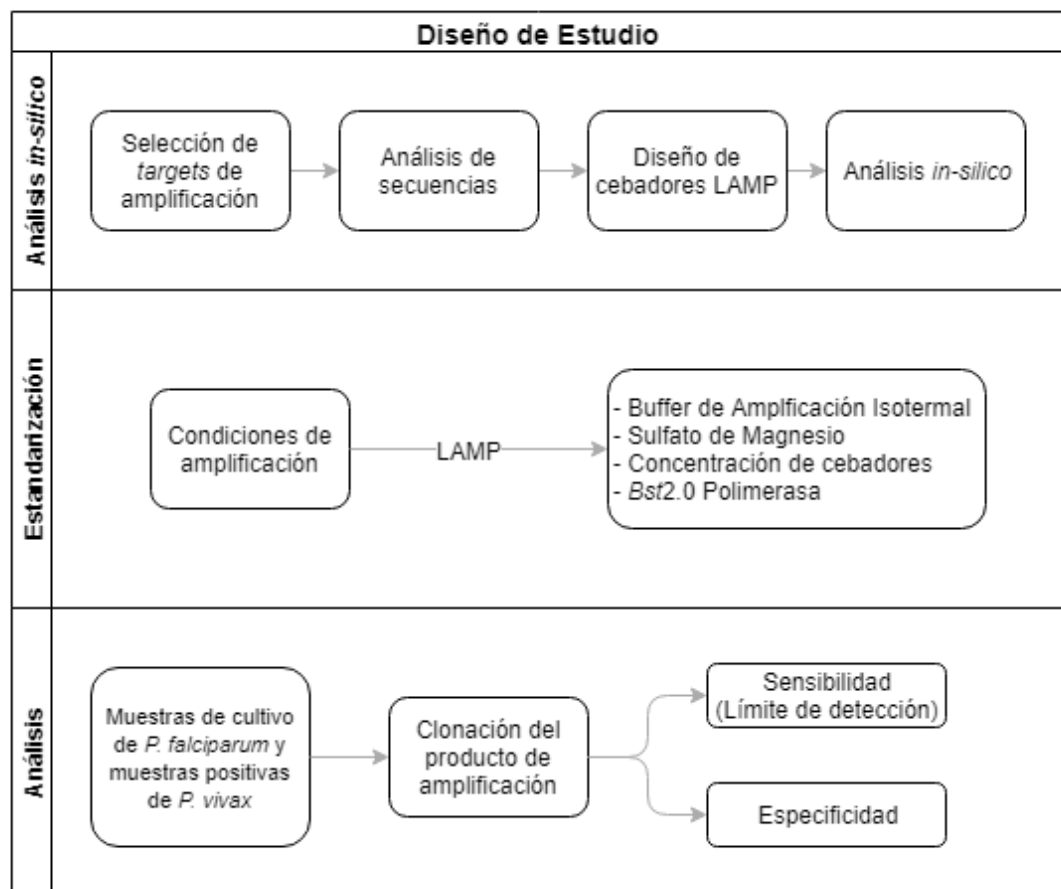 Diseño de Estudio
Análisis in-silico
Selección de
targets de
amplificación
Análisis de
secuencias
Diseño de
cebadores LAMP
Análisis in-silico
Estandarización
Condiciones de
amplificación
LAMP
- Buffer de Amplficación Isotermal
- Sulfato de Magnesio
- Concentración de cebadores
- Bst2.0 Polimerasa
Análisis
Muestras de cultivo
de P. falciparum y
muestras positivas
de P. vivax
Clonación del
producto de
amplificación
Sensibilidad
(Límite de detección)
Especificidad